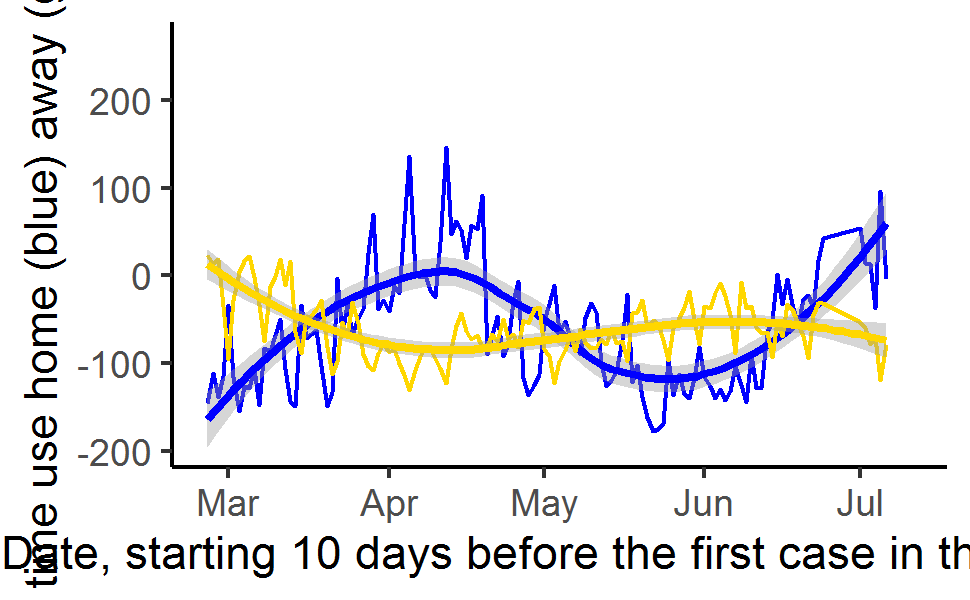 time use home (blue) away (
200
100
0
-100
-200
Mar Apr May Jun Jul
Date, starting 10 days before the first case in th